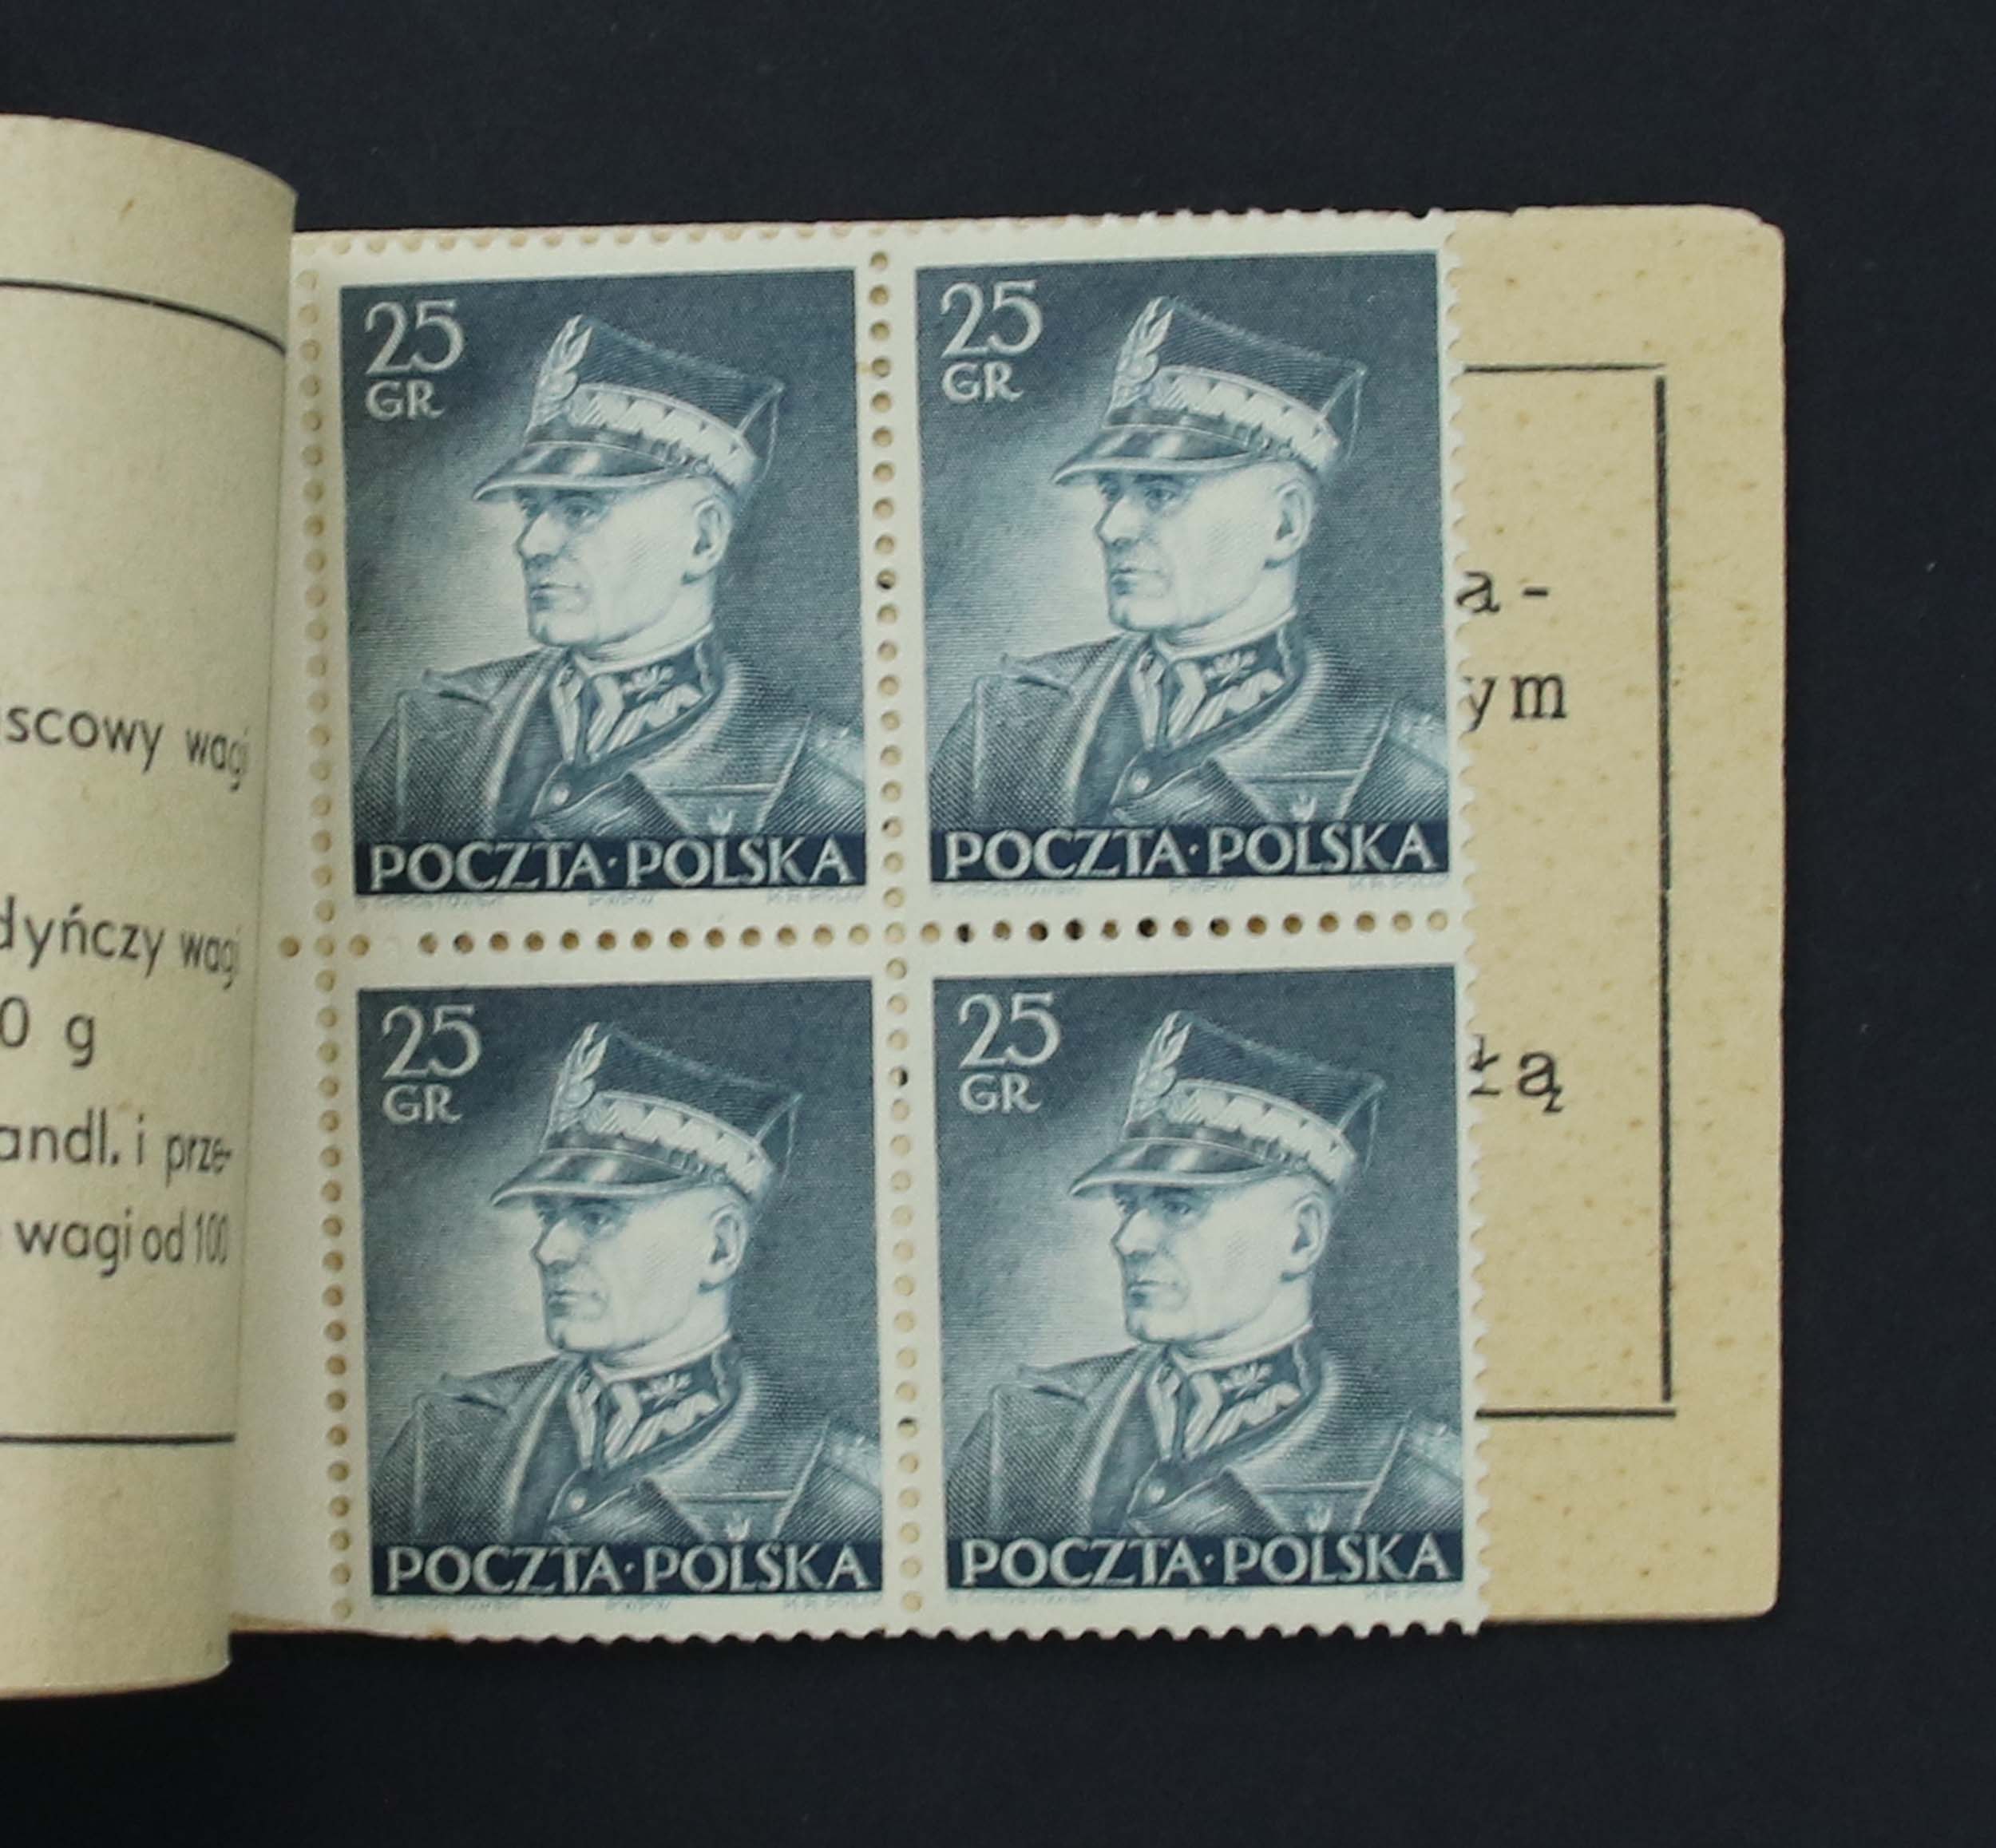 jscowy wagi
dyńczy wagi
0 g
andl. i prze-
wagi od 100
25
GR
POCZTA·POLSKA
25
GR
POCZTA·POLSKA
25
GR
POCZTA·POLSKA
25
GR
POCZTA·POLSKA
a-
ym
żą